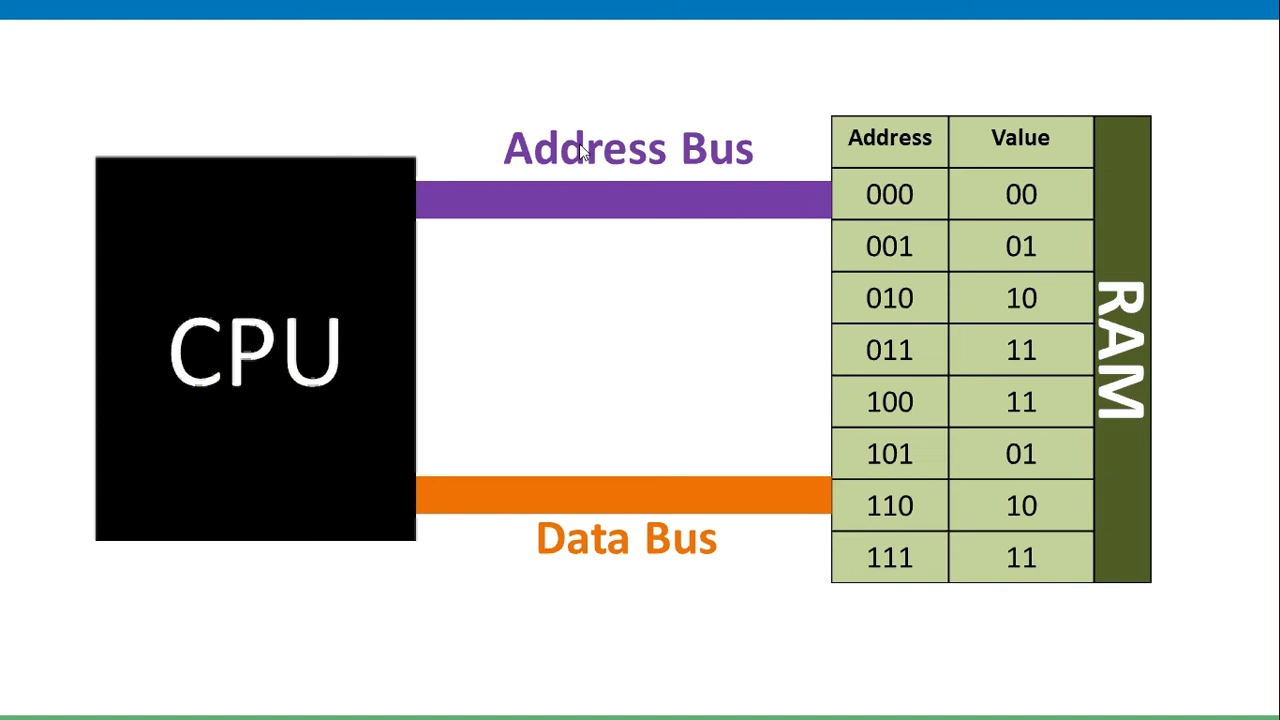 Address Bus
CPU
Data Bus
Address Value
000 00
001 01
010 10
011 11
100 11
101 01
110 10
111 11
RAM